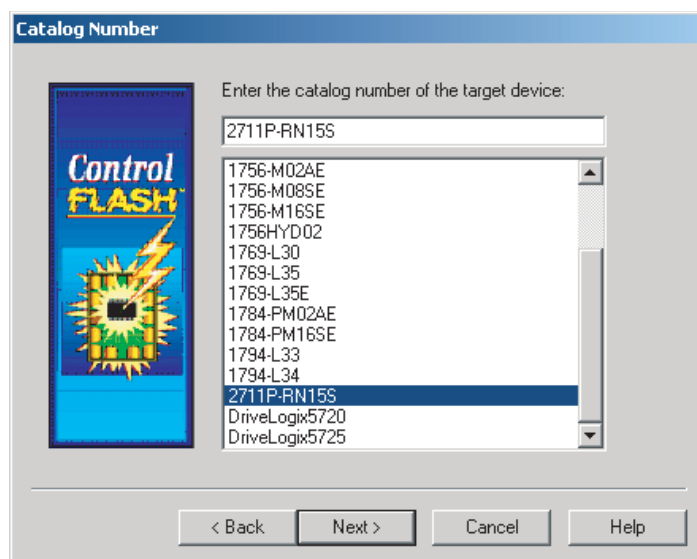 Catalog Number
Control
FLASH™
Enter the catalog number of the target device:
2711P-RN15S
1756-M02AE
1756-M08SE
1756-M16SE
1756HYD02
1769-L30
1769-L35
1769-L35E
1784-PM02AE
1784-PM16SE
1794-L33
1794-L34
2711P-RN15S
DriveLogix5720
DriveLogix5725
< Back
Next >
Cancel
Help